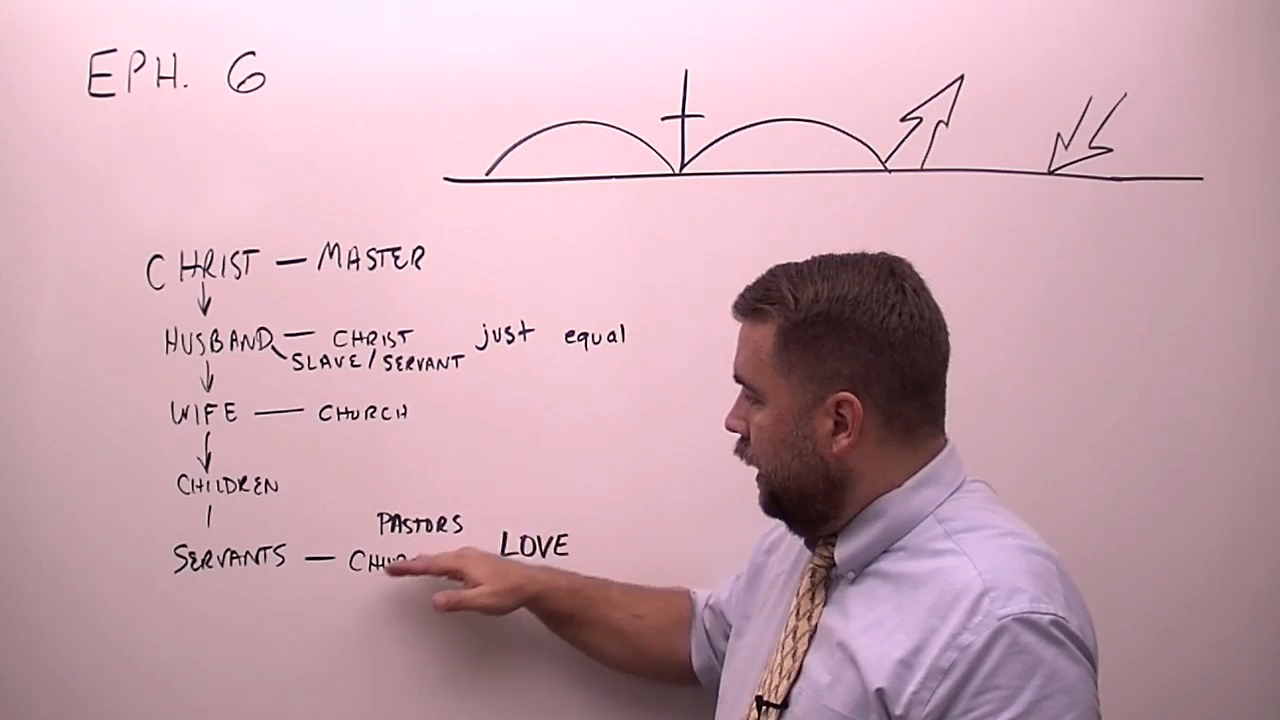 EPH. 6
CHRIST — MASTER
HUSBAND — CHRIST just equal
SLAVE/SERVANT
WIFE — CHURCH
CHILDREN
PASTORS
SERVANTS — LOVE